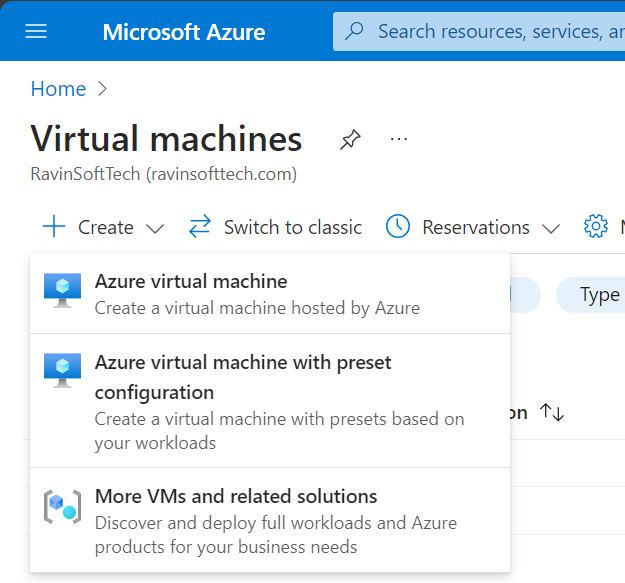 Microsoft Azure
Search resources, services, an
Home
Virtual machines
RavinSoftTech (ravinsofttech.com)
Create
Switch to classic
Reservations
Azure virtual machine
Create a virtual machine hosted by Azure
Type
Azure virtual machine with preset
configuration
Create a virtual machine with presets based on
your workloads
on
More VMs and related solutions
Discover and deploy full workloads and Azure
products for your business needs